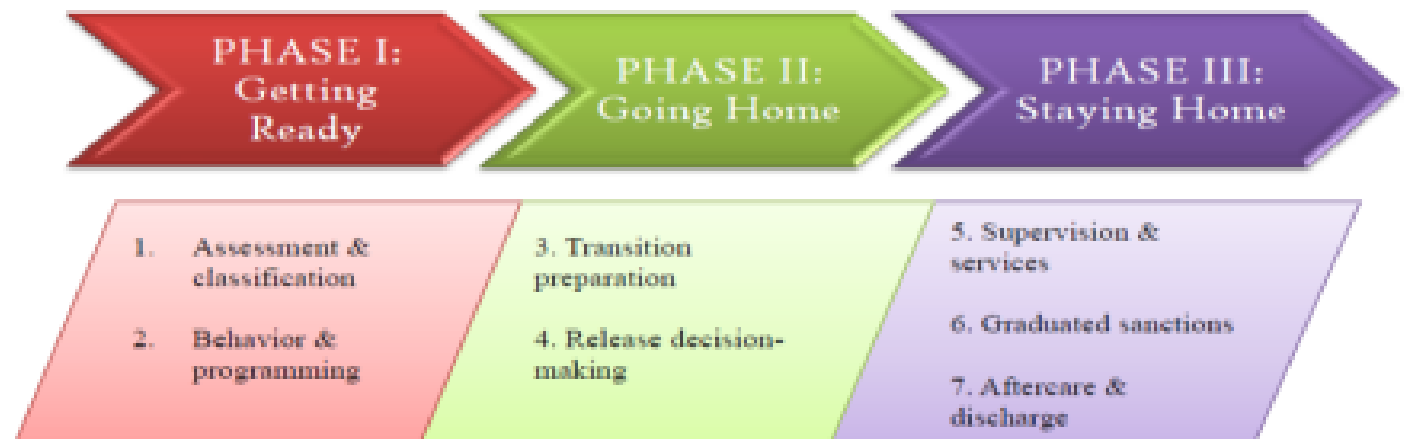 PHASE I:
Getting
Ready
PHASE II:
Going Home
PHASE III:
Staying Home
1. Assessment &
classification
2. Behavior &
programming
3. Transition
preparation
4. Release decision-
making
5. Supervision &
services
6. Graduated sanctions
7. Aftercare &
discharge